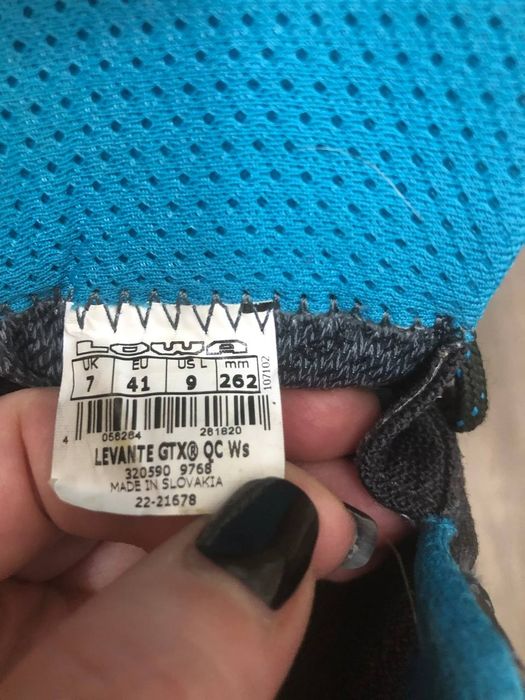 LOWA
UK EU US L mm
7 41 9 262
107102
4 056284 281820
LEVANTE GTX® QC Ws
320590 9768
MADE IN SLOVAKIA
22-21678